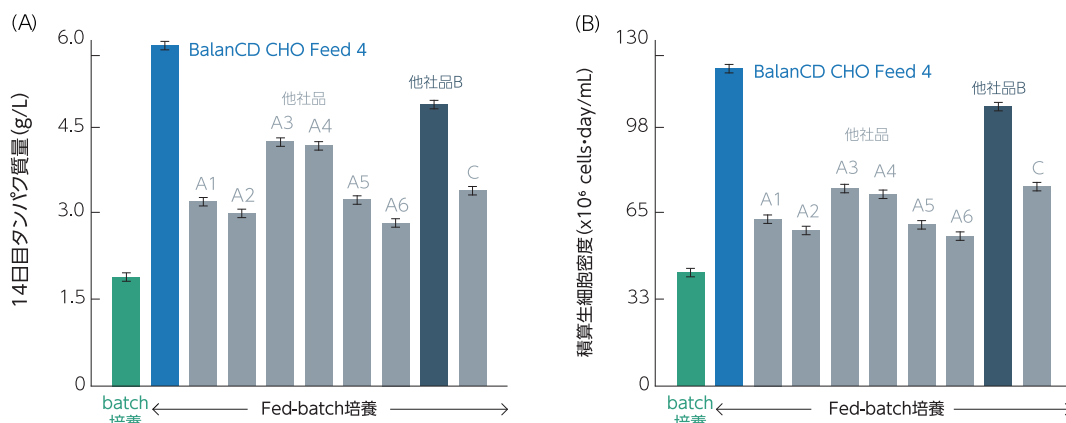 (A)
14日目タンパク質量(g/L)
6.0
4.5
3.0
1.5
0
BalanCD CHO Feed 4
他社品
A1
A2
A3
A4
A5
A6
他社品B
C
batch
培養
Fed-batch培養
(B)
積算生細胞密度(x10⁶ cells・day/mL)
130
98
65
33
0
BalanCD CHO Feed 4
他社品
A1
A2
A3
A4
A5
A6
他社品B
C
batch
培養
Fed-batch培養